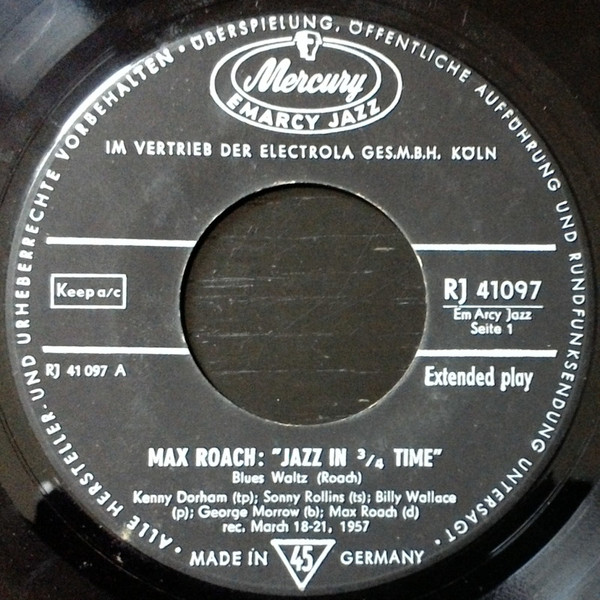 • ALLE HERSTELLER- UND URHEBERRECHTE VORBEHALTEN • ÜBERSPIELUNG, ÖFFENTLICHE AUFFÜHRUNG UND RUNDFUNKSENDUNG UNTERSAGT •
Mercury
EMARCY JAZZ
IM VERTRIEB DER ELECTROLA GES.M.B.H. KÖLN
Keep a/c
RJ 41097
EmArcy Jazz
Seite 1
RJ 41 097 A
Extended play
MAX ROACH: "JAZZ IN 3/4 TIME"
Blues Waltz (Roach)
Kenny Dorham (tp); Sonny Rollins (ts); Billy Wallace
(p); George Morrow (b); Max Roach (d)
rec. March 18-21, 1957
MADE IN 45 GERMANY